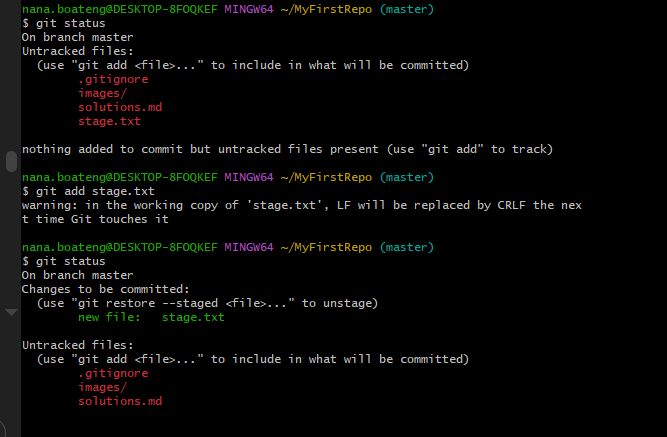 nana.boateng@DESKTOP-8FOQKEF MINGW64 ~/MyFirstRepo (master)
$ git status
On branch master
Untracked files:
  (use "git add <file>..." to include in what will be committed)
        .gitignore
        images/
        solutions.md
        stage.txt

nothing added to commit but untracked files present (use "git add" to track)

nana.boateng@DESKTOP-8FOQKEF MINGW64 ~/MyFirstRepo (master)
$ git add stage.txt
warning: in the working copy of 'stage.txt', LF will be replaced by CRLF the nex
t time Git touches it

nana.boateng@DESKTOP-8FOQKEF MINGW64 ~/MyFirstRepo (master)
$ git status
On branch master
Changes to be committed:
  (use "git restore --staged <file>..." to unstage)
        new file:   stage.txt

Untracked files:
  (use "git add <file>..." to include in what will be committed)
        .gitignore
        images/
        solutions.md